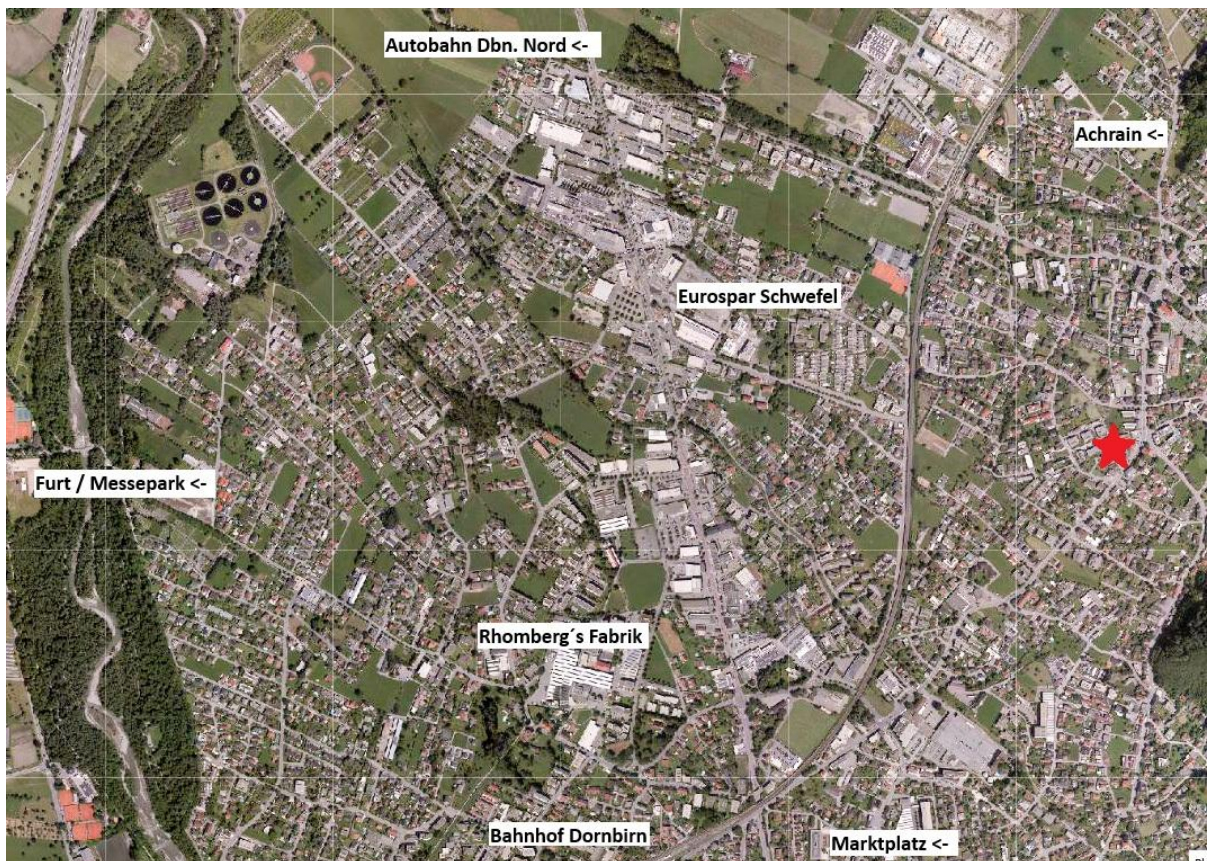 Autobahn Dbn. Nord <-
Achrain <-
Eurospar Schwefel
Furt / Messepark <-
Rhomberg´s Fabrik
Bahnhof Dornbirn
Marktplatz <-